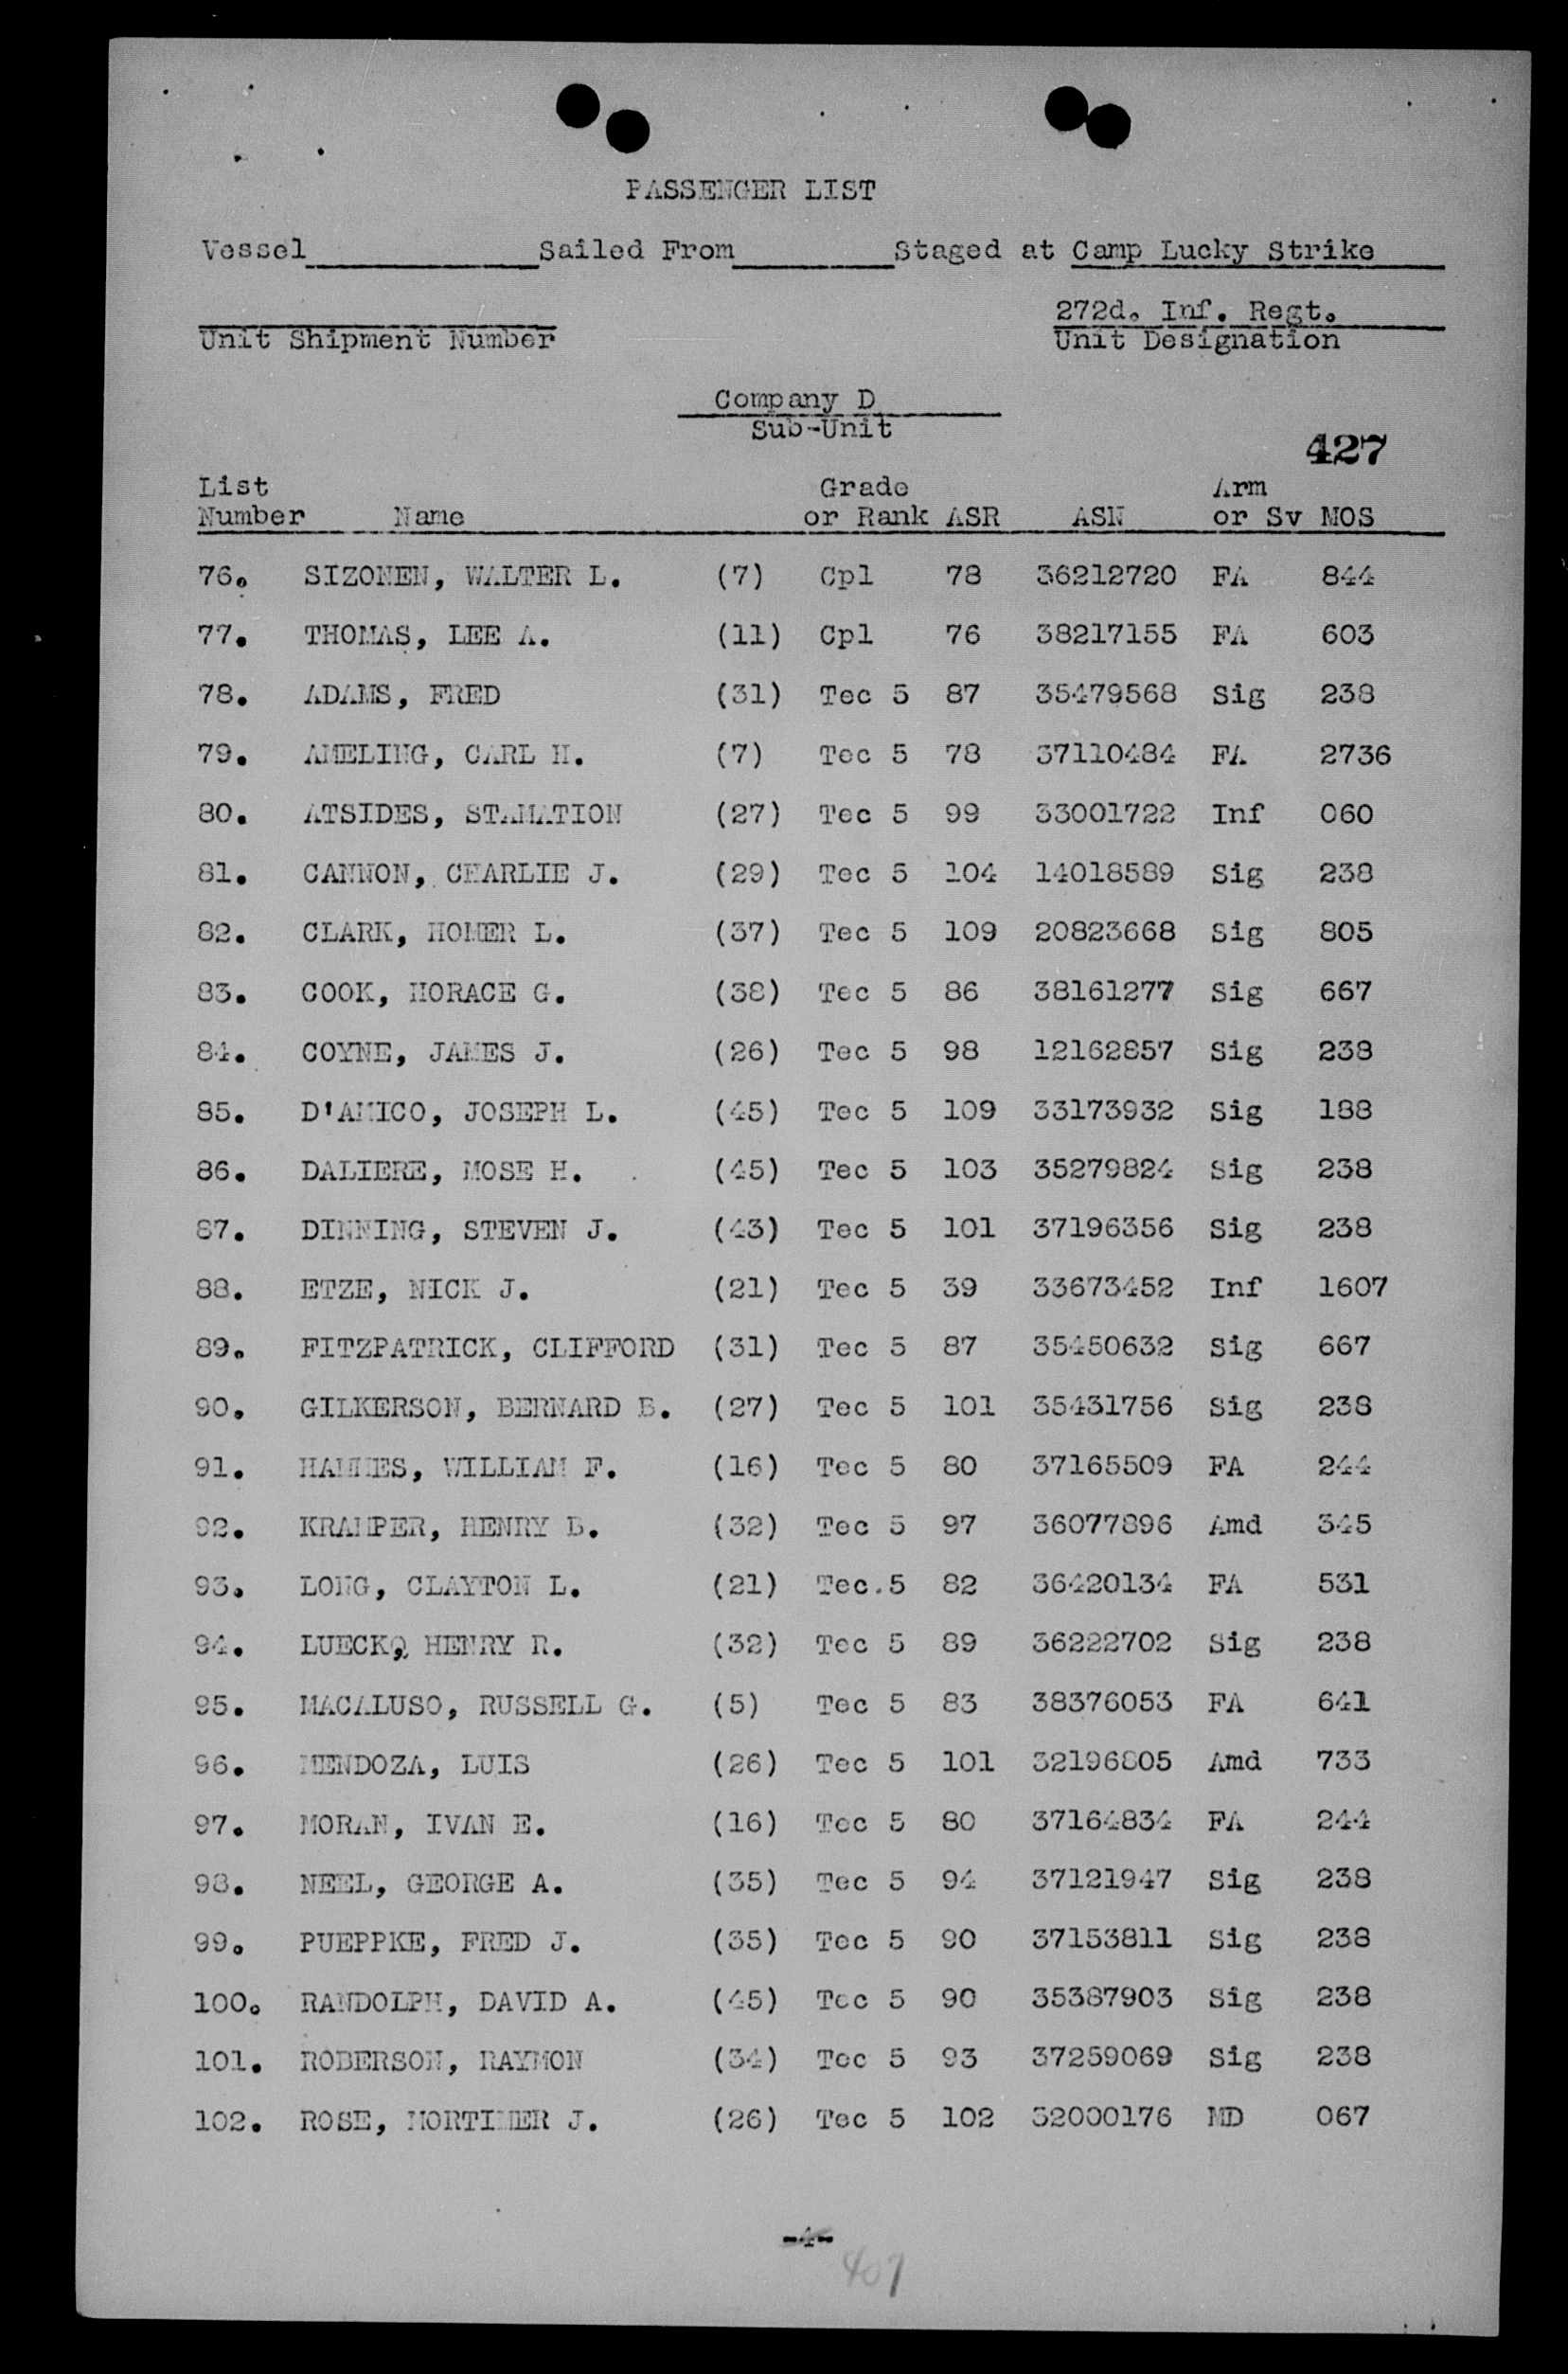 PASSENGER LIST
Vessel Sailed From Staged at Camp Lucky Strike
272d. Inf. Regt.
Unit Shipment Number Unit Designation
Company D
Sub-Unit
427
List Grade Arm
Number Name or Rank ASR ASN or Sv MOS
76. SIZONEN, WALTER L. (7) Cpl 78 36212720 FA 844
77. THOMAS, LEE A. (11) Cpl 76 38217155 FA 603
78. ADAMS, FRED (31) Tec 5 87 35479568 Sig 238
79. AMELING, CARL H. (7) Tec 5 78 37110484 FA 2736
80. ATSIDES, STAMATION (27) Tec 5 99 33001722 Inf 060
81. CANNON, CHARLIE J. (29) Tec 5 104 14018589 Sig 238
82. CLARK, HOMER L. (37) Tec 5 109 20823668 Sig 805
83. COOK, HORACE G. (38) Tec 5 86 38161277 Sig 667
84. COYNE, JAMES J. (26) Tec 5 98 12162857 Sig 238
85. D'AMICO, JOSEPH L. (45) Tec 5 109 33173932 Sig 188
86. DALIERE, MOSE H. (45) Tec 5 103 35279824 Sig 238
87. DINNING, STEVEN J. (43) Tec 5 101 37196356 Sig 238
88. ETZE, NICK J. (21) Tec 5 39 33673452 Inf 1607
89. FITZPATRICK, CLIFFORD (31) Tec 5 87 35450632 Sig 667
90. GILKERSON, BERNARD B. (27) Tec 5 101 35431756 Sig 238
91. HAMMES, WILLIAM F. (16) Tec 5 80 37165509 FA 244
92. KRAMPER, HENRY B. (32) Tec 5 97 36077896 Amd 345
93. LONG, CLAYTON L. (21) Tec.5 82 36420134 FA 531
94. LUECKQ, HENRY R. (32) Tec 5 89 36222702 Sig 238
95. MACALUSO, RUSSELL G. (5) Tec 5 83 38376053 FA 641
96. MENDOZA, LUIS (26) Tec 5 101 32196805 Amd 733
97. MORAN, IVAN E. (16) Tec 5 80 37164834 FA 244
98. NEEL, GEORGE A. (35) Tec 5 94 37121947 Sig 238
99. PUEPPKE, FRED J. (35) Tec 5 90 37153811 Sig 238
100. RANDOLPH, DAVID A. (45) Tec 5 90 35387903 Sig 238
101. ROBERSON, RAYMON (34) Tec 5 93 37259069 Sig 238
102. ROSE, MORTIMER J. (26) Tec 5 102 32000176 MD 067
-4-
407